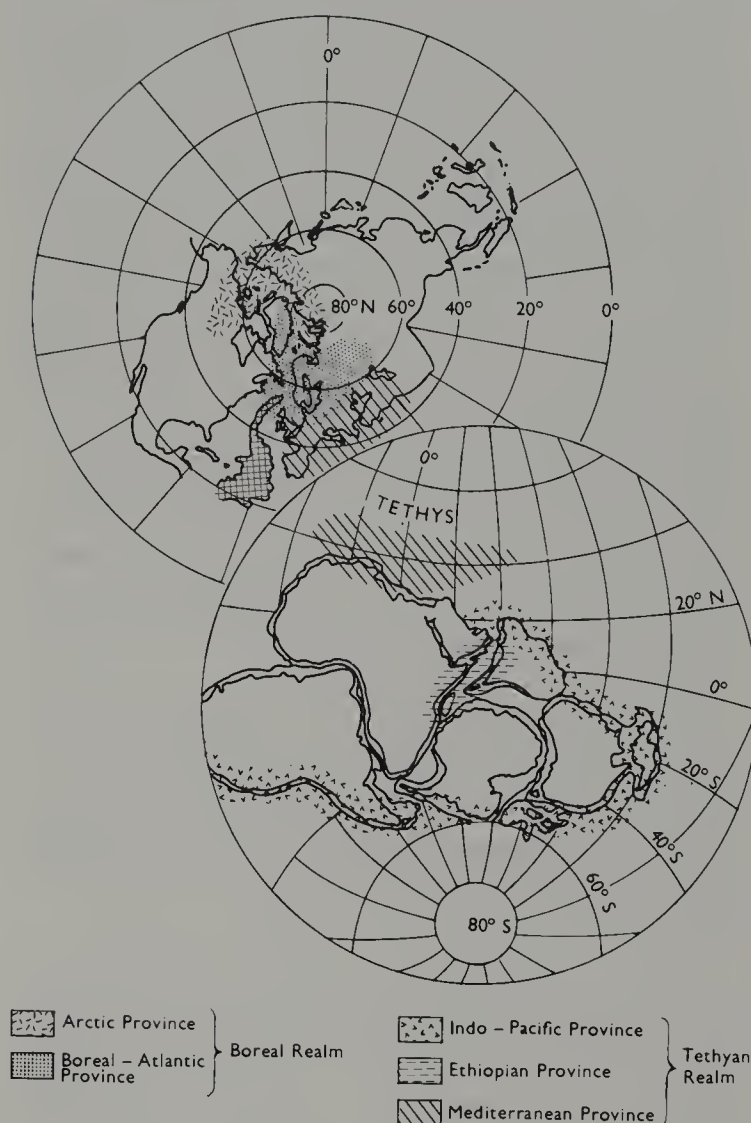 0°
80°N 60° 40° 20° 0°
0°
TETHYS
20° N
0°
20° S
40° S
60° S
80° S
Arctic Province
Boreal – Atlantic
Province
Boreal Realm
Indo – Pacific Province
Ethiopian Province
Mediterranean Province
Tethyan
Realm